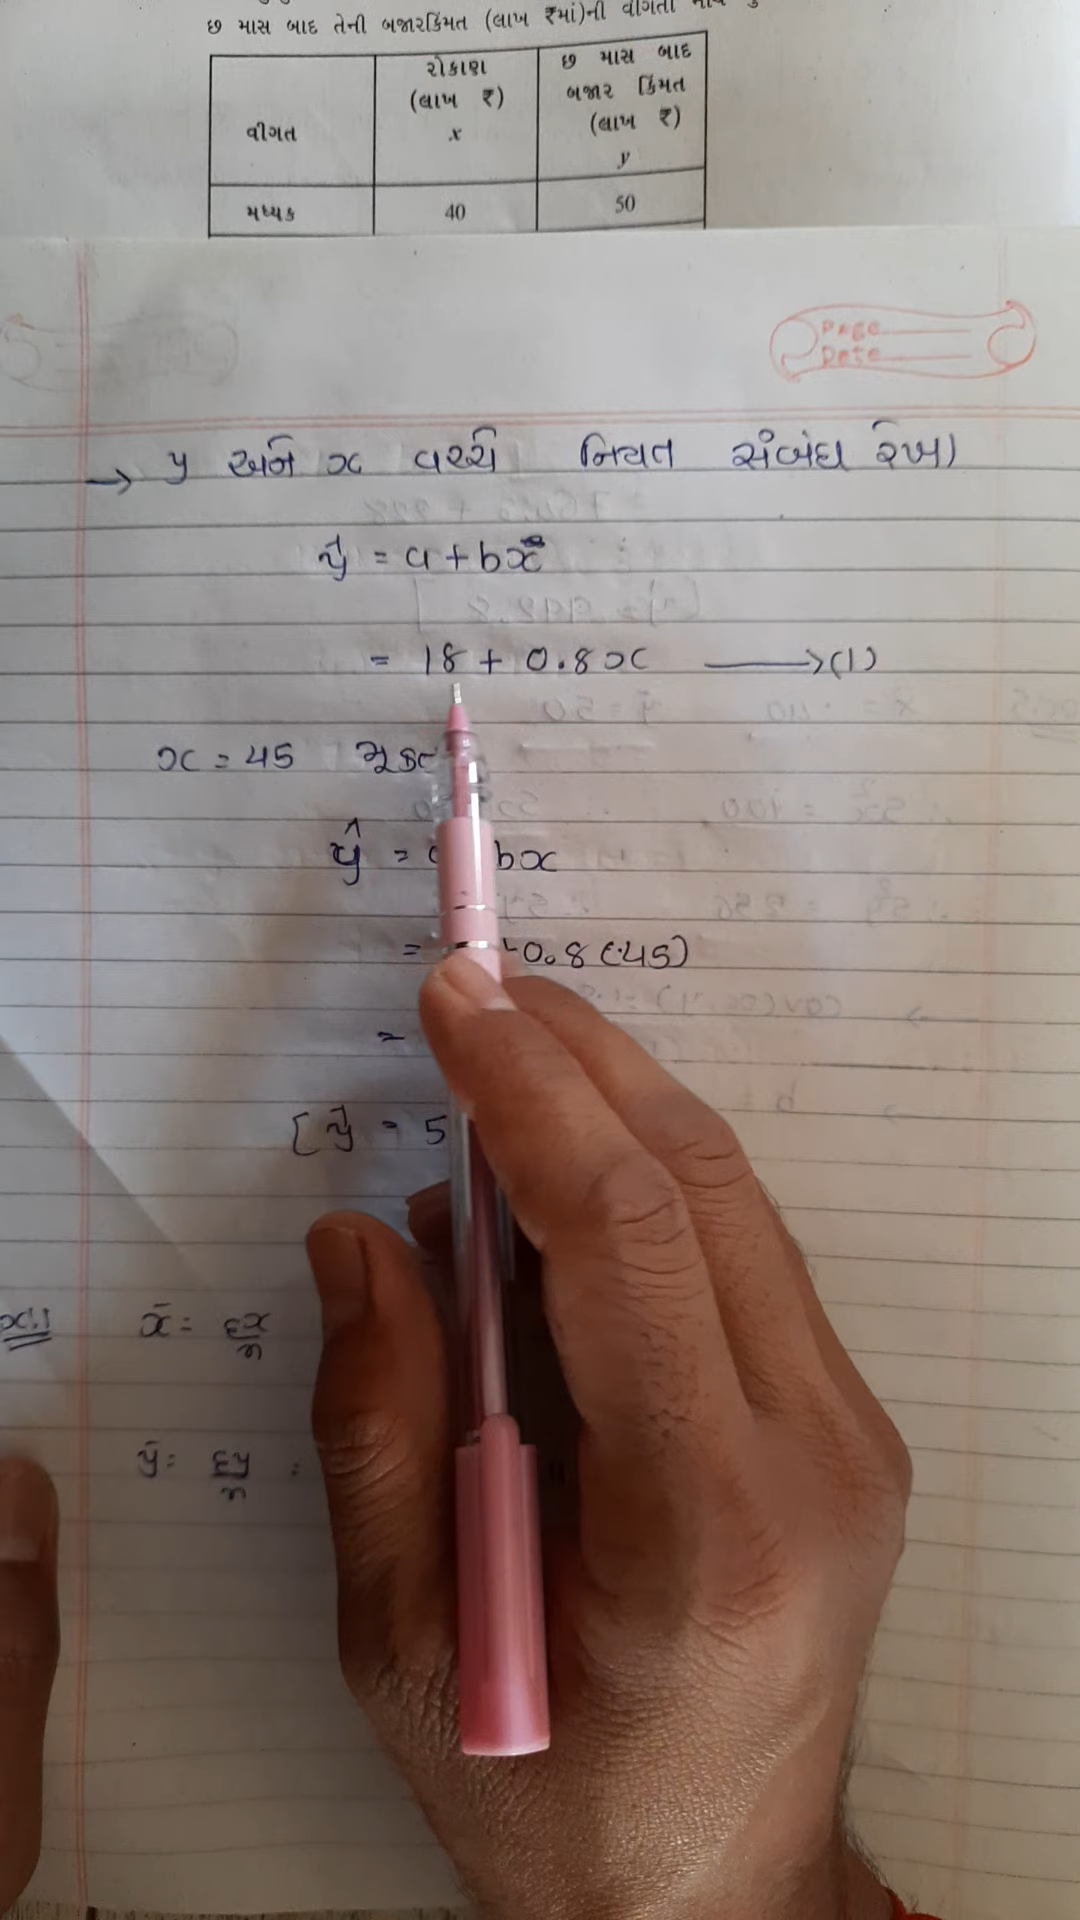 છ માસ બાદ તેની બજારકિંમત (લાખ ₹માં)ની વીગતો
વીગત
રોકાણ
(લાખ ₹)
x
છ માસ બાદ
બજાર કિંમત
(લાખ ₹)
y
મધ્યક 40 50
Page
Date
→ y અને x વચ્ચે નિયત સંબંધ રેખા
ŷ = a + bx
= 18 + 0.8x ⟶ (1)
x = 45
ŷ = bx
= 0.8 (45)
=
[ ŷ = 5
x̄ = Σx/n
ȳ = Σy/n =